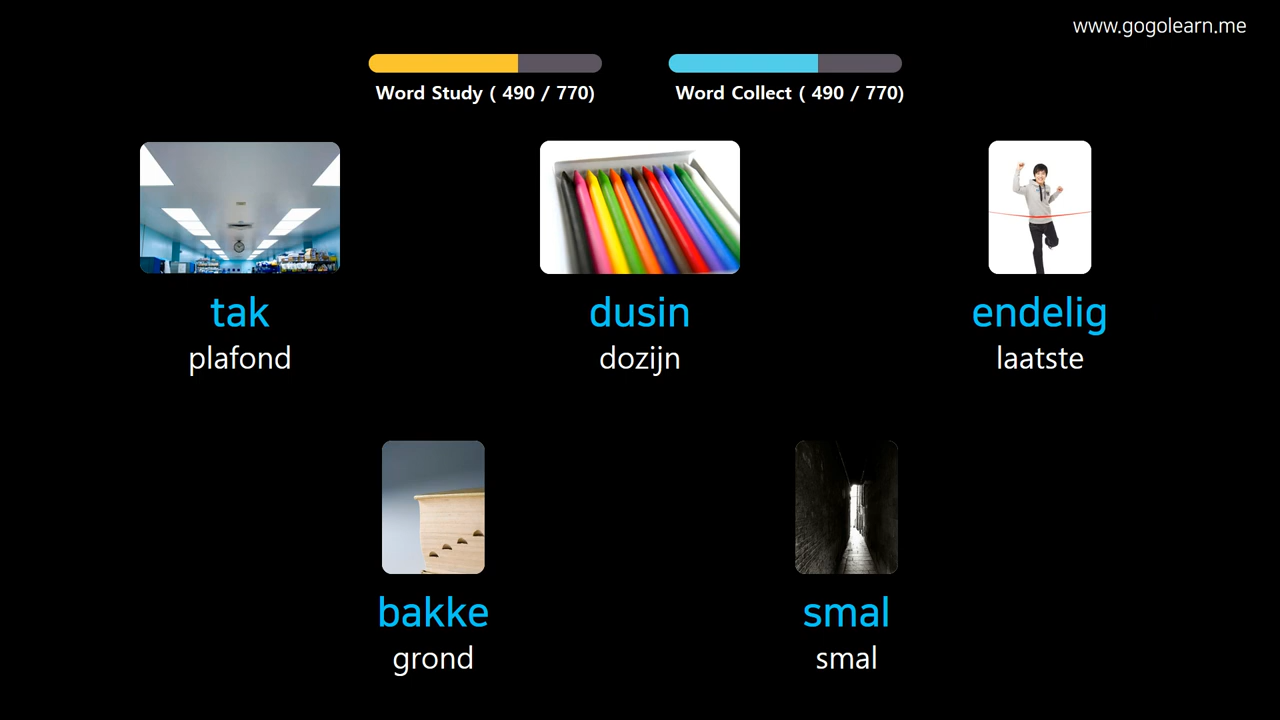 www.gogolearn.me
Word Study ( 490 / 770)
Word Collect ( 490 / 770)
tak
plafond
dusin
dozijn
endelig
laatste
bakke
grond
smal
smal